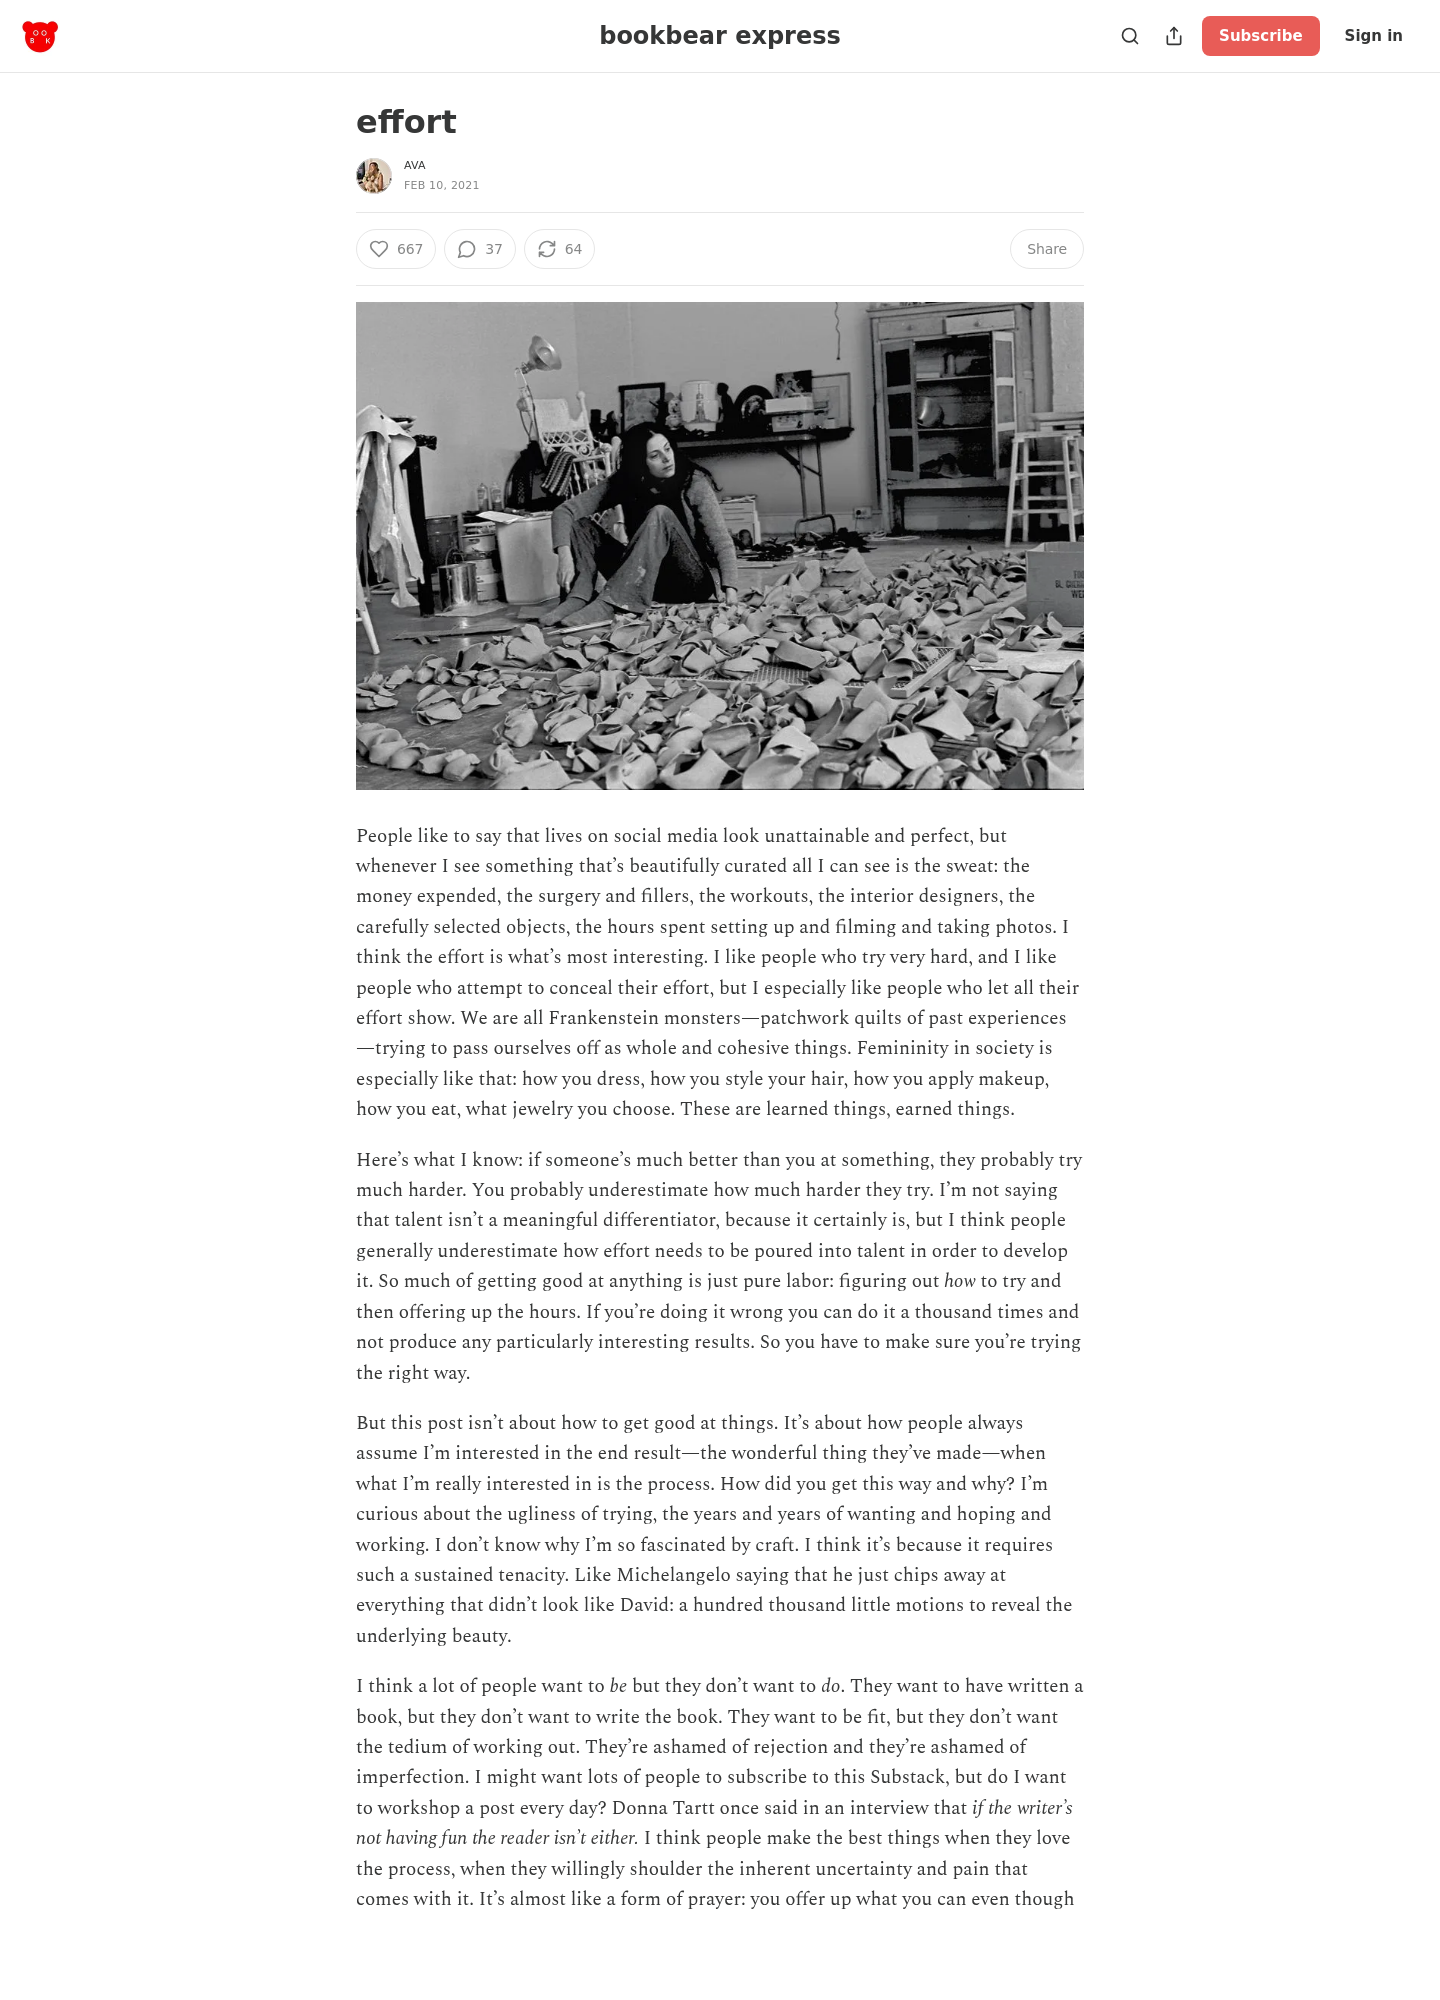 bookbear express
Subscribe
Sign in
effort
AVA
FEB 10, 2021
667
37
64
Share
People like to say that lives on social media look unattainable and perfect, but
whenever I see something that’s beautifully curated all I can see is the sweat: the
money expended, the surgery and fillers, the workouts, the interior designers, the
carefully selected objects, the hours spent setting up and filming and taking photos. I
think the effort is what’s most interesting. I like people who try very hard, and I like
people who attempt to conceal their effort, but I especially like people who let all their
effort show. We are all Frankenstein monsters—patchwork quilts of past experiences
—trying to pass ourselves off as whole and cohesive things. Femininity in society is
especially like that: how you dress, how you style your hair, how you apply makeup,
how you eat, what jewelry you choose. These are learned things, earned things.
Here’s what I know: if someone’s much better than you at something, they probably try
much harder. You probably underestimate how much harder they try. I’m not saying
that talent isn’t a meaningful differentiator, because it certainly is, but I think people
generally underestimate how effort needs to be poured into talent in order to develop
it. So much of getting good at anything is just pure labor: figuring out how to try and
then offering up the hours. If you’re doing it wrong you can do it a thousand times and
not produce any particularly interesting results. So you have to make sure you’re trying
the right way.
But this post isn’t about how to get good at things. It’s about how people always
assume I’m interested in the end result—the wonderful thing they’ve made—when
what I’m really interested in is the process. How did you get this way and why? I’m
curious about the ugliness of trying, the years and years of wanting and hoping and
working. I don’t know why I’m so fascinated by craft. I think it’s because it requires
such a sustained tenacity. Like Michelangelo saying that he just chips away at
everything that didn’t look like David: a hundred thousand little motions to reveal the
underlying beauty.
I think a lot of people want to be but they don’t want to do. They want to have written a
book, but they don’t want to write the book. They want to be fit, but they don’t want
the tedium of working out. They’re ashamed of rejection and they’re ashamed of
imperfection. I might want lots of people to subscribe to this Substack, but do I want
to workshop a post every day? Donna Tartt once said in an interview that if the writer’s
not having fun the reader isn’t either. I think people make the best things when they love
the process, when they willingly shoulder the inherent uncertainty and pain that
comes with it. It’s almost like a form of prayer: you offer up what you can even though